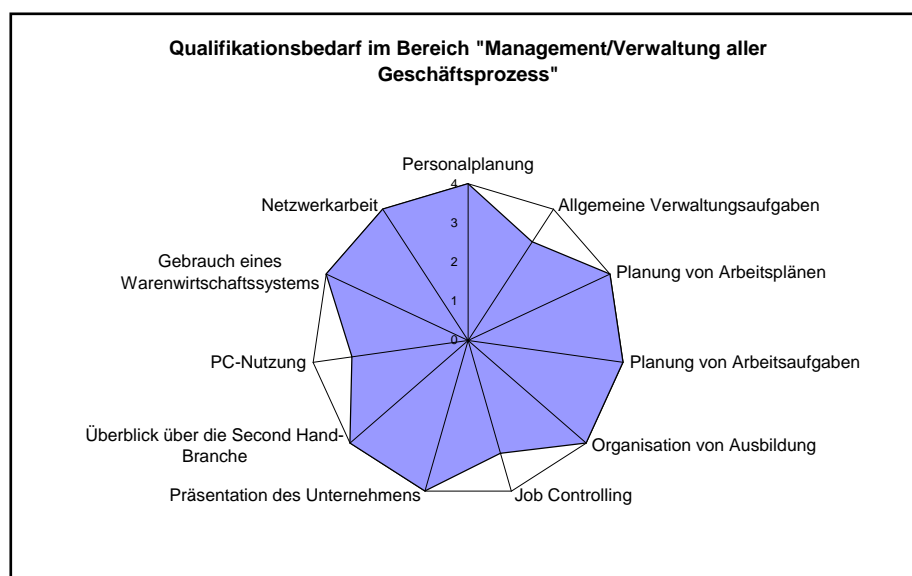 Qualifikationsbedarf im Bereich "Management/Verwaltung aller
Geschäftsprozess"
Personalplanung
Allgemeine Verwaltungsaufgaben
Planung von Arbeitsplänen
Planung von Arbeitsaufgaben
Organisation von Ausbildung
Job Controlling
Präsentation des Unternehmens
Überblick über die Second Hand-
Branche
PC-Nutzung
Gebrauch eines
Warenwirtschaftssystems
Netzwerkarbeit
4
3
2
1
0